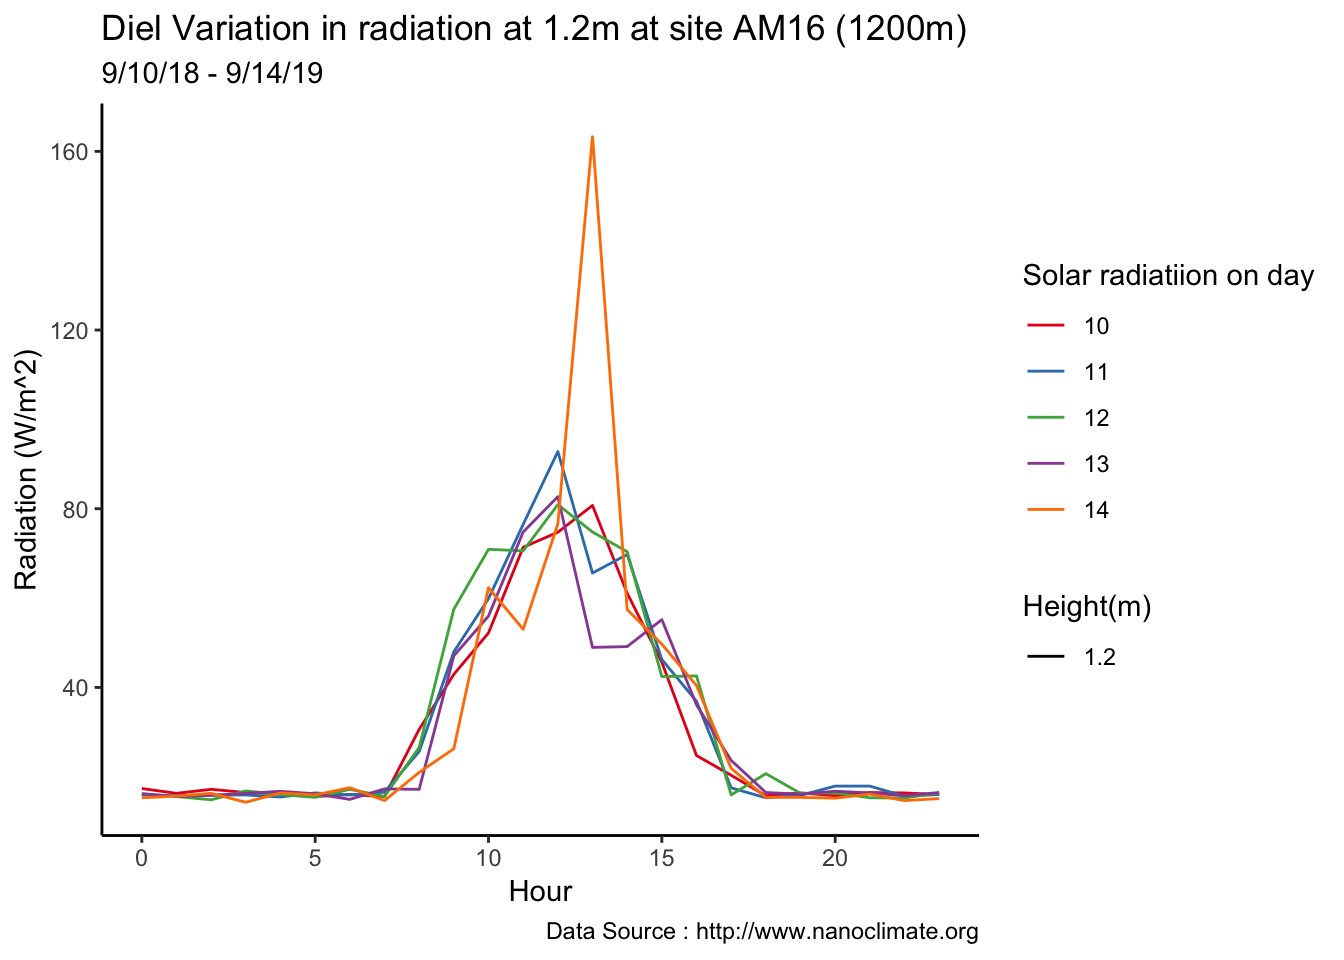 Diel Variation in radiation at 1.2m at site AM16 (1200m)
9/10/18 - 9/14/19
160
120
80
40
Radiation (W/m^2)
0 5 10 15 20
Hour
Data Source : http://www.nanoclimate.org
Solar radiatiion on day
10
11
12
13
14
Height(m)
1.2